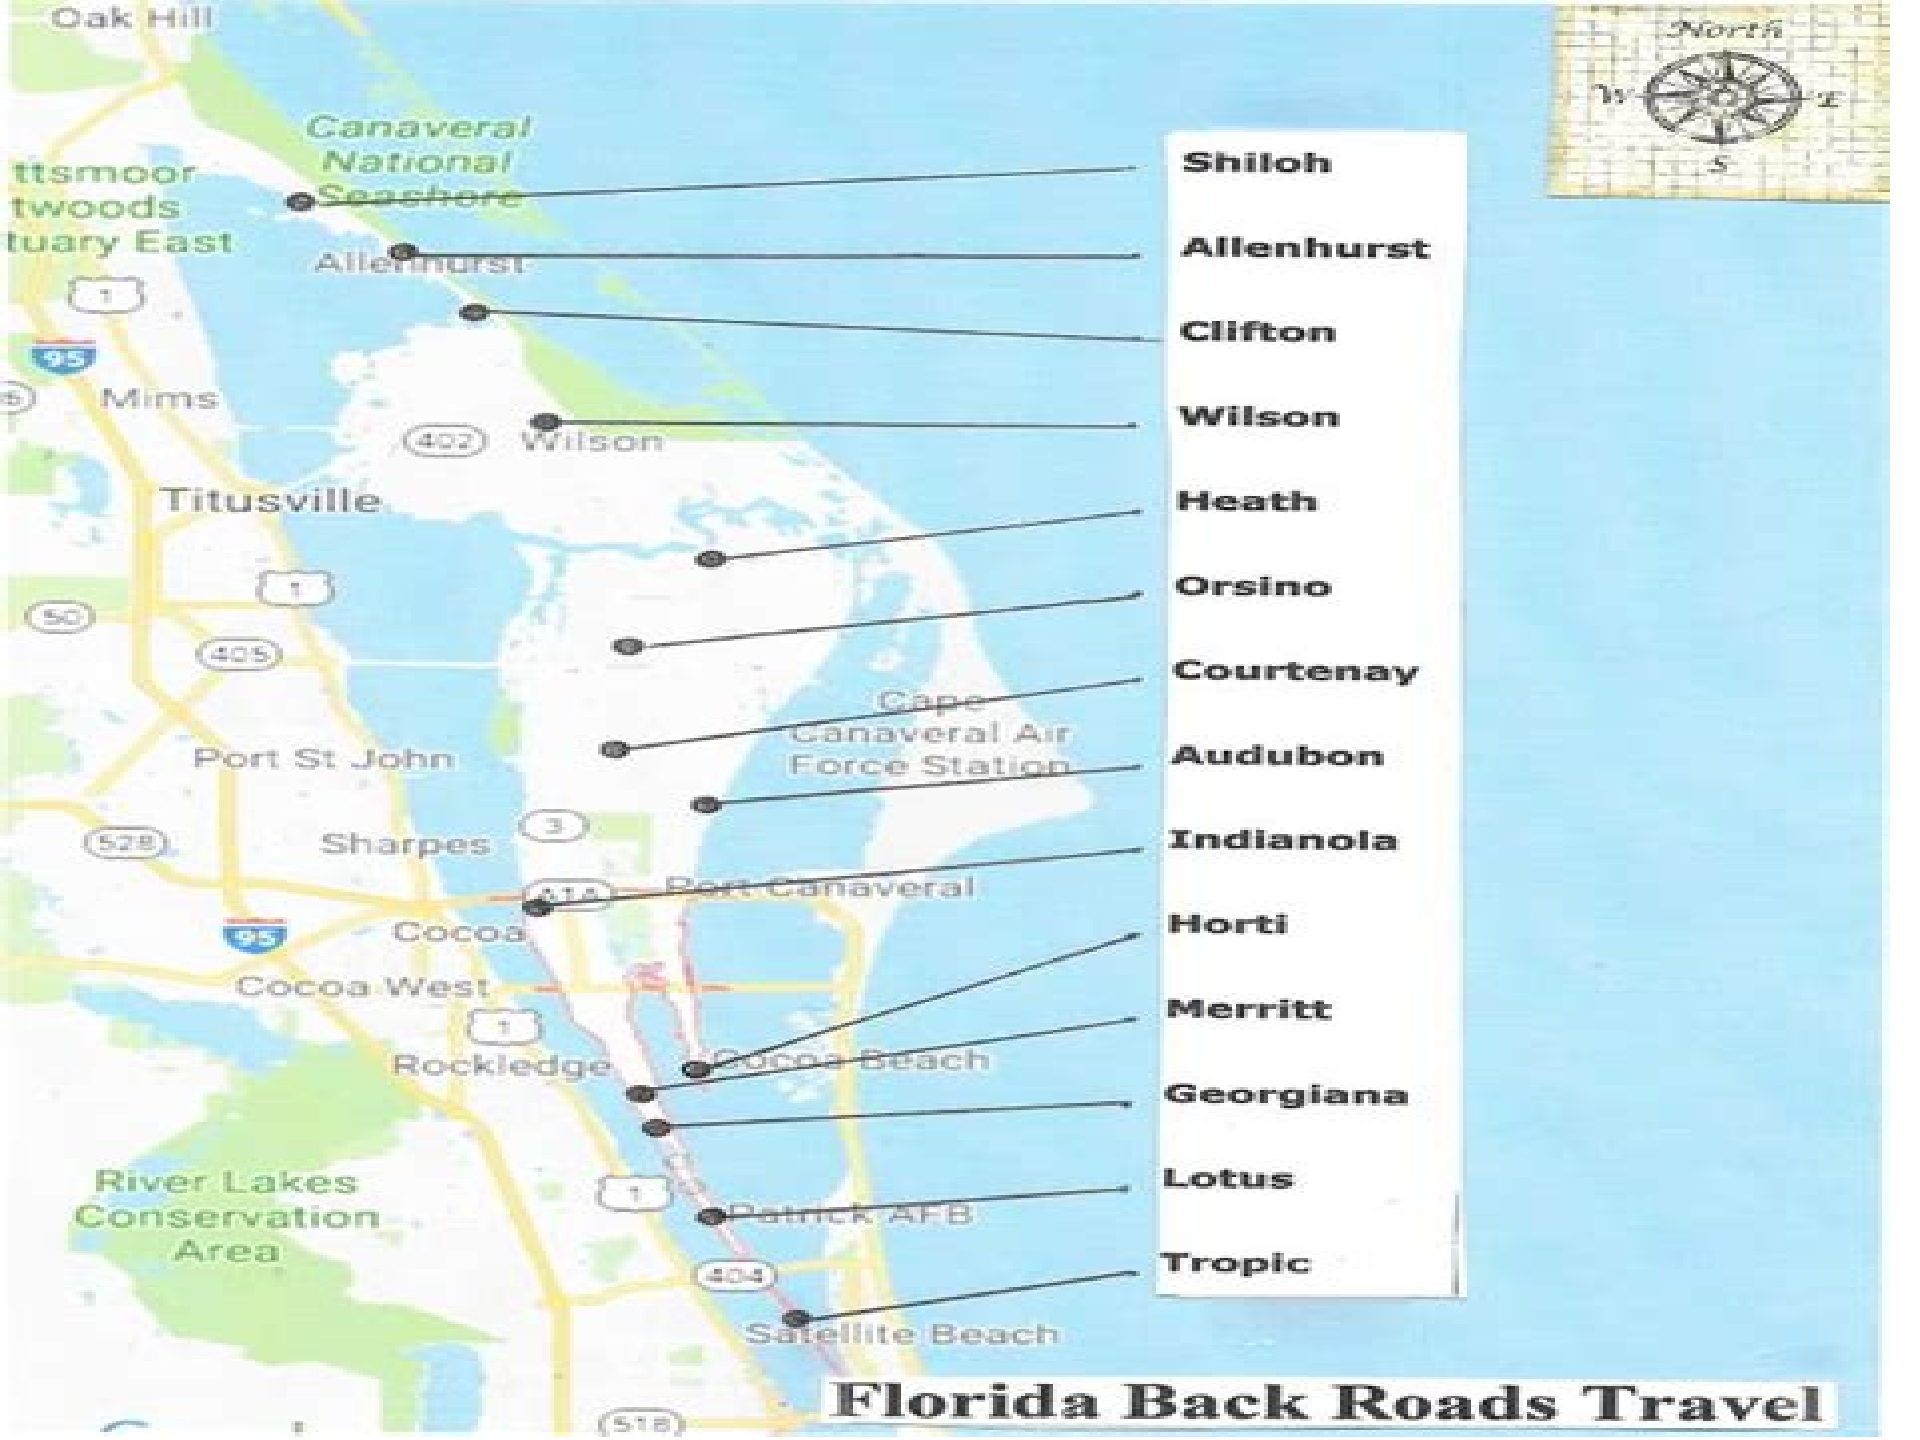 Oak Hill
North
W
E
S
Canaveral
National
Seashore
Shiloh
ttsmoor
twoods
tuary East
Allenhurst
Allenhurst
1
Clifton
95
Mims
Wilson
402
Wilson
Titusville
Heath
1
Orsino
50
405
Courtenay
Cape
Canaveral Air
Force Station
Port St John
Audubon
3
528
Sharpes
Indianola
A1A
Port Canaveral
Horti
95
Cocoa
Cocoa West
Merritt
1
Rockledge
Cocoa Beach
Georgiana
River Lakes
Conservation
Area
1
Lotus
Patrick AFB
404
Tropic
Satellite Beach
Florida Back Roads Travel
518